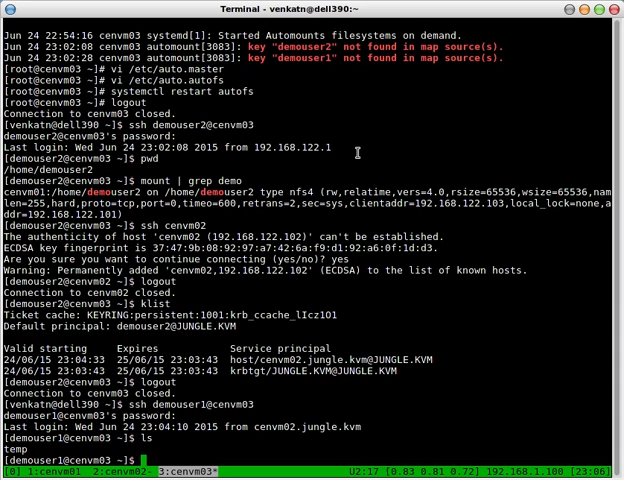 Terminal - venkatn@dell390:~
Jun 24 22:54:16 cenvm03 systemd[1]: Started Automounts filesystems on demand.
Jun 24 23:02:08 cenvm03 automount[3083]: key "demouser2" not found in map source(s).
Jun 24 23:02:28 cenvm03 automount[3083]: key "demouser1" not found in map source(s).
[root@cenvm03 ~]# vi /etc/auto.master
[root@cenvm03 ~]# vi /etc/autofs
[root@cenvm03 ~]# systemctl restart autofs
[root@cenvm03 ~]# logout
Connection to cenvm03 closed.
[venkatn@dell390 ~]$ ssh demouser2@cenvm03
demouser2@cenvm03's password:
Last login: Wed Jun 24 23:02:08 2015 from 192.168.122.1
[demouser2@cenvm03 ~]$ pwd
/home/demouser2
[demouser2@cenvm03 ~]$ mount | grep demo
cenvm01:/home/demouser2 on /home/demouser2 type nfs4 (rw,relatime,vers=4.0,rsize=65536,wsize=65536,nam
len=255,hard,proto=tcp,port=0,timeo=600,retrans=2,sec=sys,clientaddr=192.168.122.103,local_lock=none,a
ddr=192.168.122.101)
[demouser2@cenvm03 ~]$ ssh cenvm02
The authenticity of host 'cenvm02 (192.168.122.102)' can't be established.
ECDSA key fingerprint is 37:47:9b:08:92:97:a7:42:6a:f9:d1:92:a6:0f:1d:d3.
Are you sure you want to continue connecting (yes/no)? yes
Warning: Permanently added 'cenvm02,192.168.122.102' (ECDSA) to the list of known hosts.
[demouser2@cenvm02 ~]$ logout
Connection to cenvm02 closed.
[demouser2@cenvm03 ~]$ klist
Ticket cache: KEYRING:persistent:1001:krb_ccache_lIcz1O1
Default principal: demouser2@JUNGLE.KVM
Valid starting     Expires            Service principal
24/06/15 23:04:33  25/06/15 23:03:43  host/cenvm02.jungle.kvm@JUNGLE.KVM
24/06/15 23:03:43  25/06/15 23:03:43  krbtgt/JUNGLE.KVM@JUNGLE.KVM
[demouser2@cenvm03 ~]$ logout
Connection to cenvm03 closed.
[venkatn@dell390 ~]$ ssh demouser1@cenvm03
demouser1@cenvm03's password:
Last login: Wed Jun 24 23:04:10 2015 from cenvm02.jungle.kvm
[demouser1@cenvm03 ~]$ ls
temp
[demouser1@cenvm03 ~]$
[0] 1:cenvm01  2:cenvm02- 3:cenvm03* U2:17 [0.83 0.81 0.72] 192.168.1.100 [23:06]